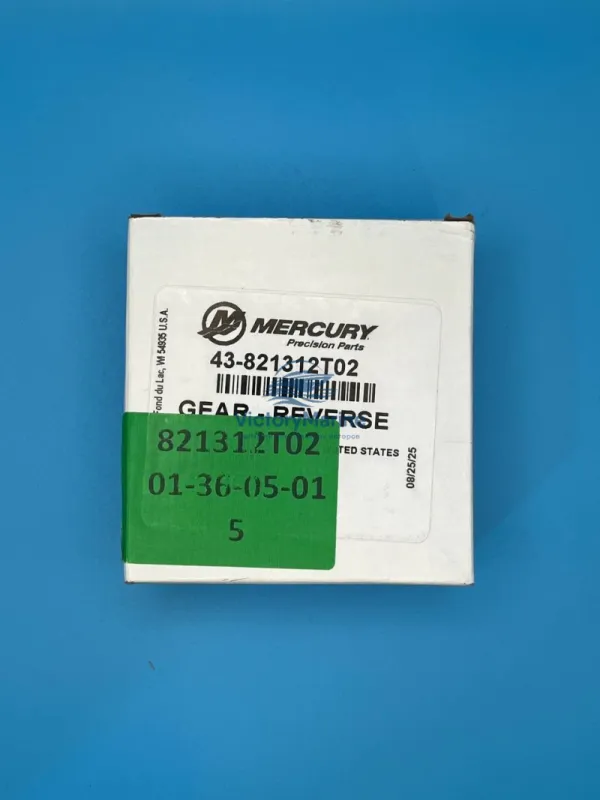 MERCURY
Precision Parts
43-821312T02
GEAR - REVERSE
VictoryMarine
STATES
821312T02
01-36-05-01
5
Fond du Lac, WI 54935 U.S.A.
08/25/25